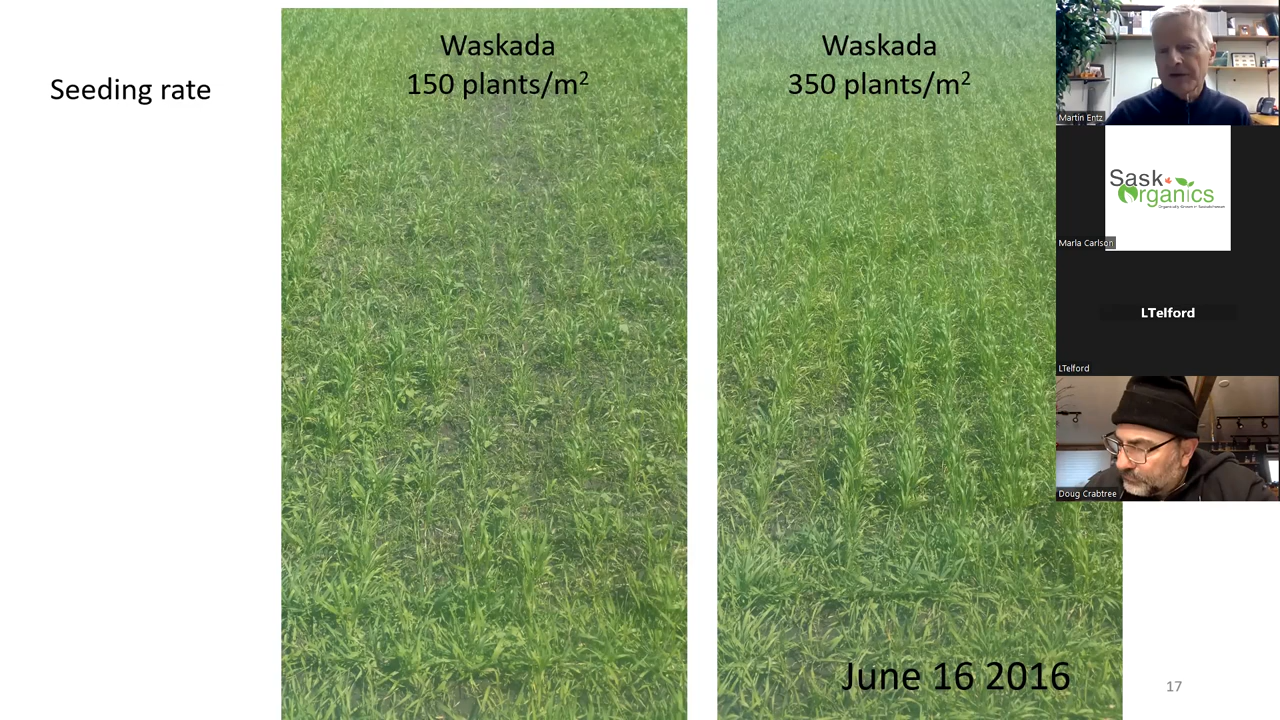 Seeding rate
Waskada
150 plants/m²
Waskada
350 plants/m²
June 16 2016
17
Martin Entz
Sask
Organics
Marla Carlson
LTelford
LTelford
Doug Crabtree